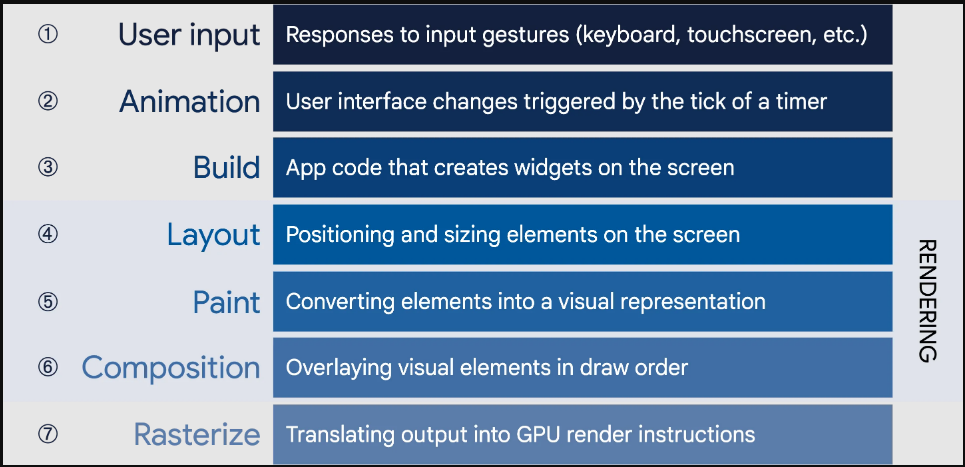 ① User input Responses to input gestures (keyboard, touchscreen, etc.)
② Animation User interface changes triggered by the tick of a timer
③ Build App code that creates widgets on the screen
④ Layout Positioning and sizing elements on the screen
⑤ Paint Converting elements into a visual representation
⑥ Composition Overlaying visual elements in draw order
⑦ Rasterize Translating output into GPU render instructions
RENDERING